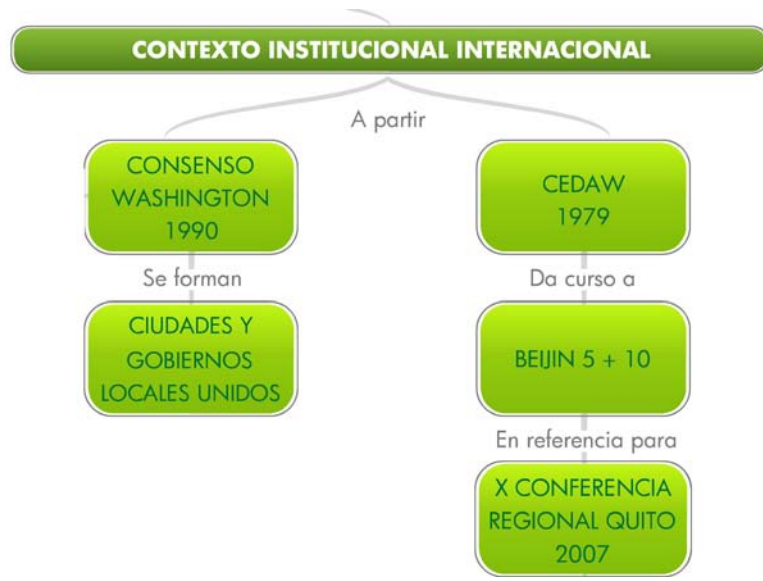 CONTEXTO INSTITUCIONAL INTERNACIONAL
A partir
CONSENSO
WASHINGTON
1990
Se forman
CIUDADES Y
GOBIERNOS
LOCALES UNIDOS
CEDAW
1979
Da curso a
BEIJIN 5 + 10
En referencia para
X CONFERENCIA
REGIONAL QUITO
2007